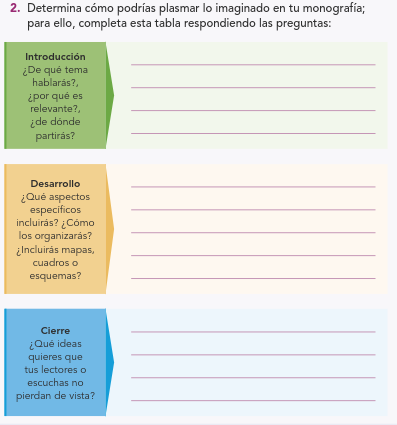 2. Determina cómo podrías plasmar lo imaginado en tu monografía;
para ello, completa esta tabla respondiendo las preguntas:
Introducción
¿De qué tema
hablarás?,
¿por qué es
relevante?,
¿de dónde
partirás?
Desarrollo
¿Qué aspectos
específicos
incluirás? ¿Cómo
los organizarás?
¿Incluirás mapas,
cuadros o
esquemas?
Cierre
¿Qué ideas
quieres que
tus lectores o
escuchas no
pierdan de vista?